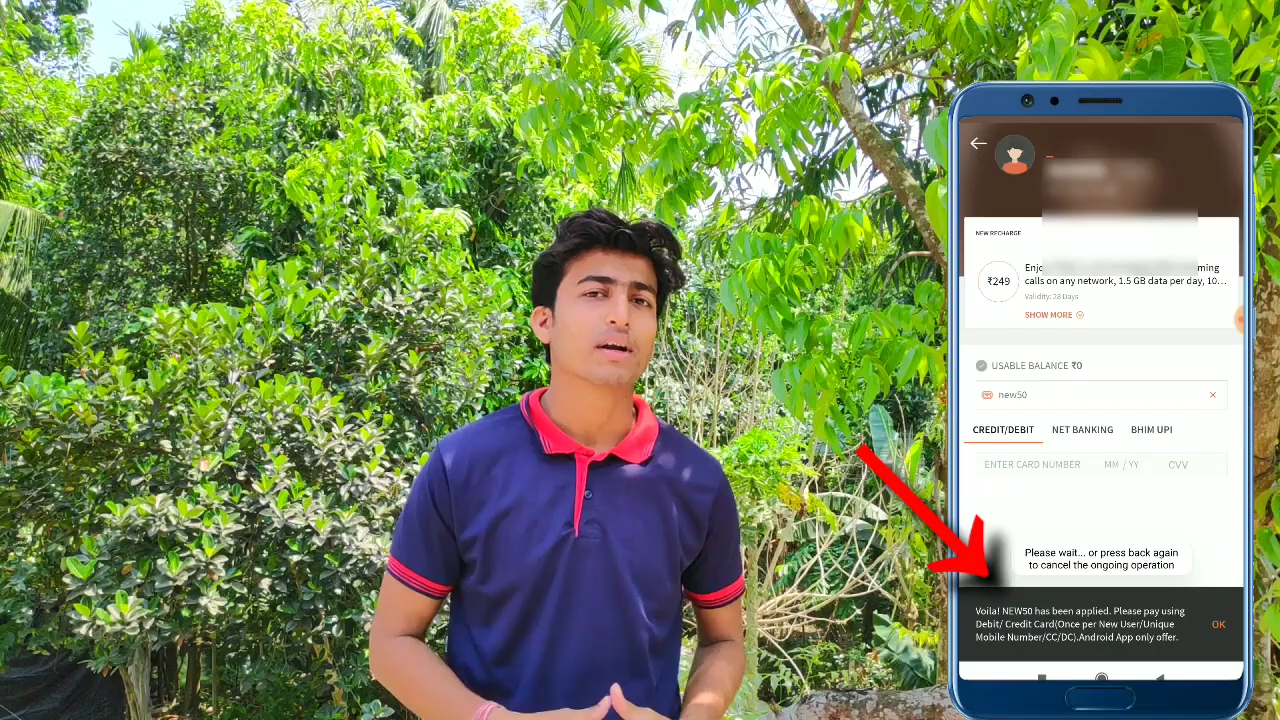 NEW RECHARGE
₹249
Enjo
ming
calls on any network, 1.5 GB data per day, 10...
Validity: 28 Days
SHOW MORE
USABLE BALANCE ₹0
new50
CREDIT/DEBIT NET BANKING BHIM UPI
ENTER CARD NUMBER MM / YY CVV
Please wait... or press back again
to cancel the ongoing operation
Voila! NEW50 has been applied. Please pay using
Debit/ Credit Card(Once per New User/Unique
Mobile Number/CC/DC).Android App only offer.
OK